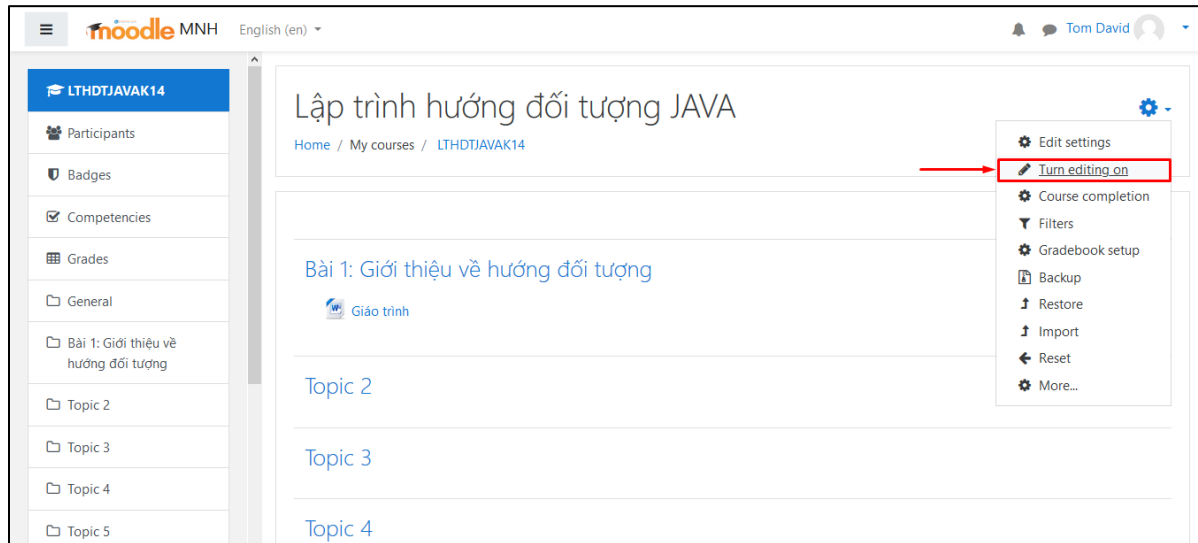 moodle MNH English (en)
Tom David
LTHDTJAVAK14
Participants
Badges
Competencies
Grades
General
Bài 1: Giới thiệu về
hướng đối tượng
Topic 2
Topic 3
Topic 4
Topic 5
Lập trình hướng đối tượng JAVA
Home / My courses / LTHDTJAVAK14
Edit settings
Turn editing on
Course completion
Filters
Gradebook setup
Backup
Restore
Import
Reset
More...
Bài 1: Giới thiệu về hướng đối tượng
Giáo trình
Topic 2
Topic 3
Topic 4